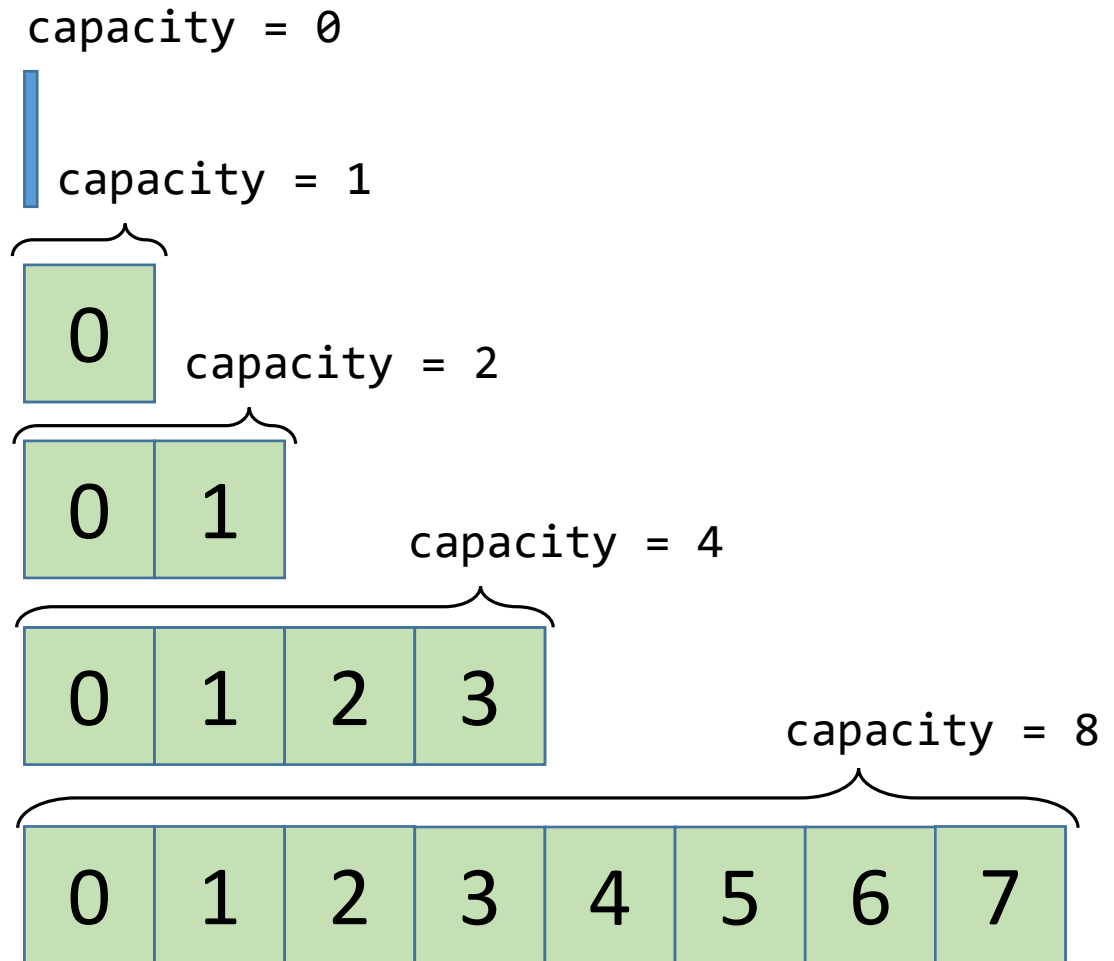 capacity = 0
capacity = 1
0
capacity = 2
0 1
capacity = 4
0 1 2 3
capacity = 8
0 1 2 3 4 5 6 7